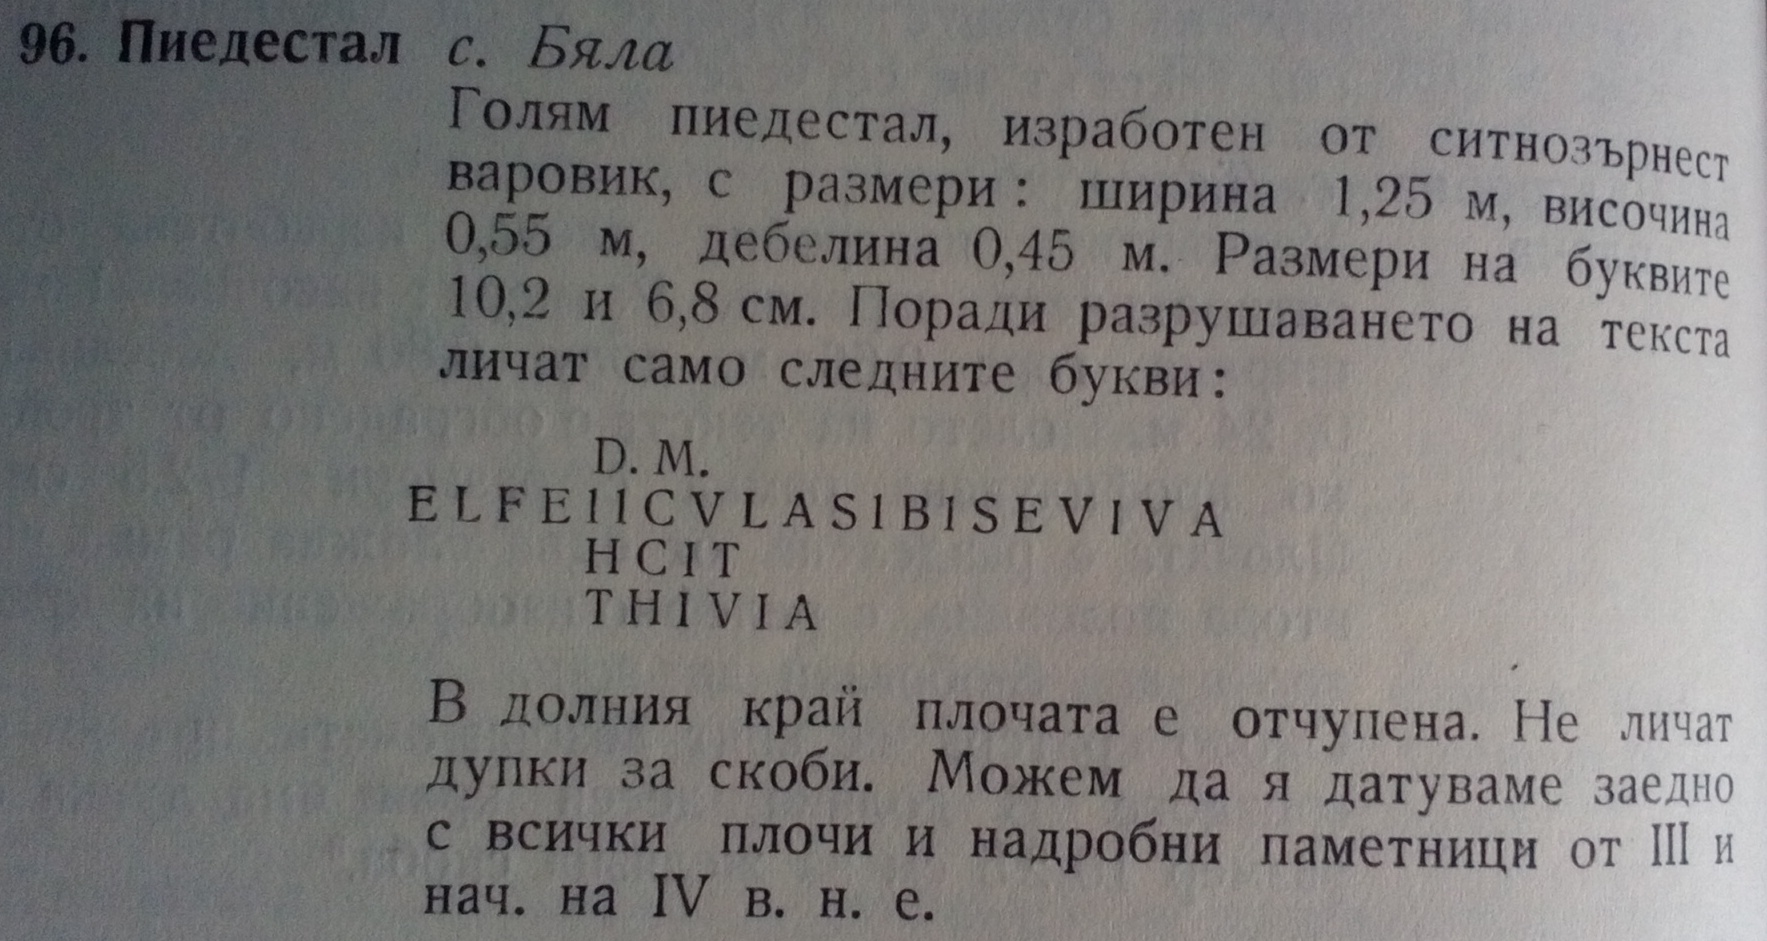 96. Пиедестал с. Бяла
Голям пиедестал, изработен от ситнозърнест
варовик, с размери: ширина 1,25 м, височина
0,55 м, дебелина 0,45 м. Размери на буквите
10,2 и 6,8 см. Поради разрушаването на текста
личат само следните букви:
D. M.
E L F E I I C V L A S I B I S E V I V A
H C I T
T H I V I A
В долния край плочата е отчупена. Не личат
дупки за скоби. Можем да я датуваме заедно
с всички плочи и надробни паметници от III и
нач. на IV в. н. е.